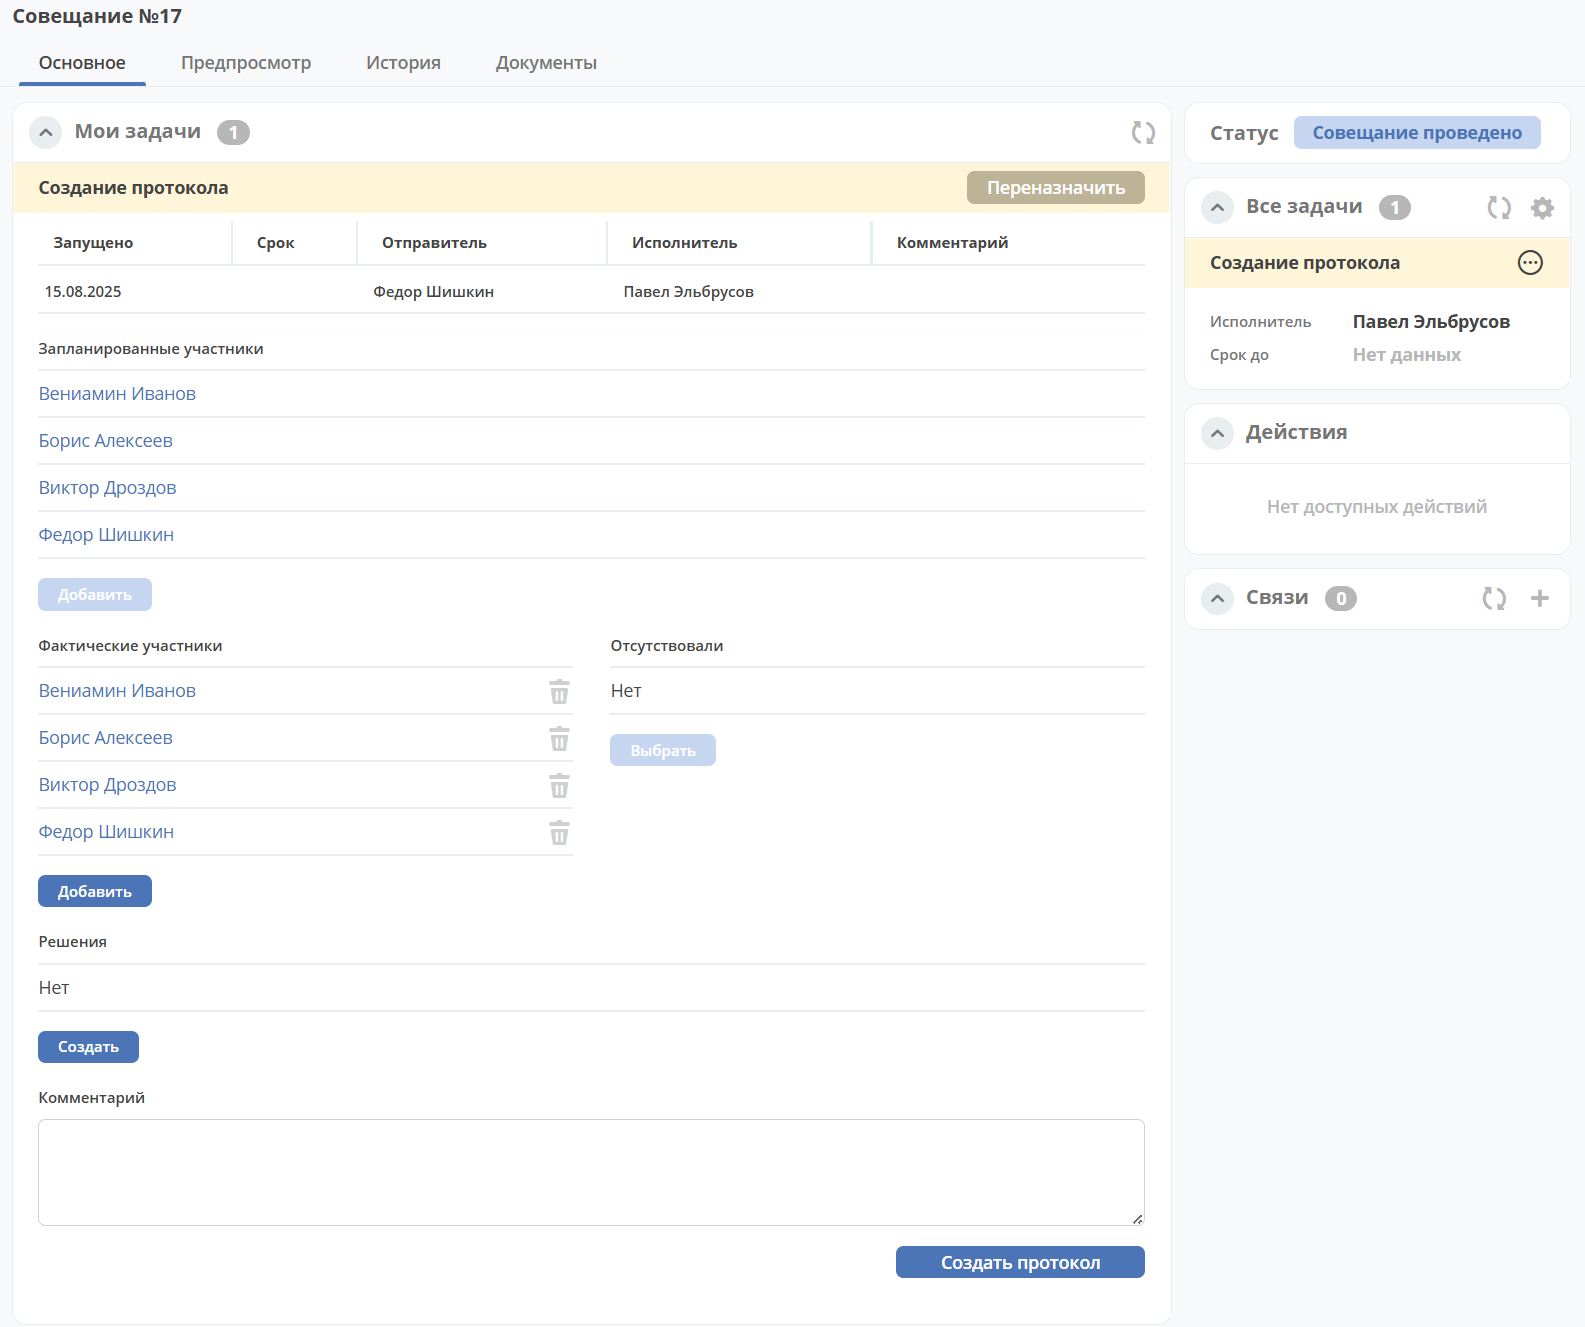 Совещание №17
Основное Предпросмотр История Документы
Мои задачи 1
Создание протокола Переназначить
Запущено Срок Отправитель Исполнитель Комментарий
15.08.2025 Федор Шишкин Павел Эльбрусов
Запланированные участники
Вениамин Иванов
Борис Алексеев
Виктор Дроздов
Федор Шишкин
Добавить
Фактические участники
Вениамин Иванов
Борис Алексеев
Виктор Дроздов
Федор Шишкин
Добавить
Отсутствовали
Нет
Выбрать
Решения
Нет
Создать
Комментарий
Создать протокол
Статус Совещание проведено
Все задачи 1
Создание протокола
Исполнитель Павел Эльбрусов
Срок до Нет данных
Действия
Нет доступных действий
Связи 0